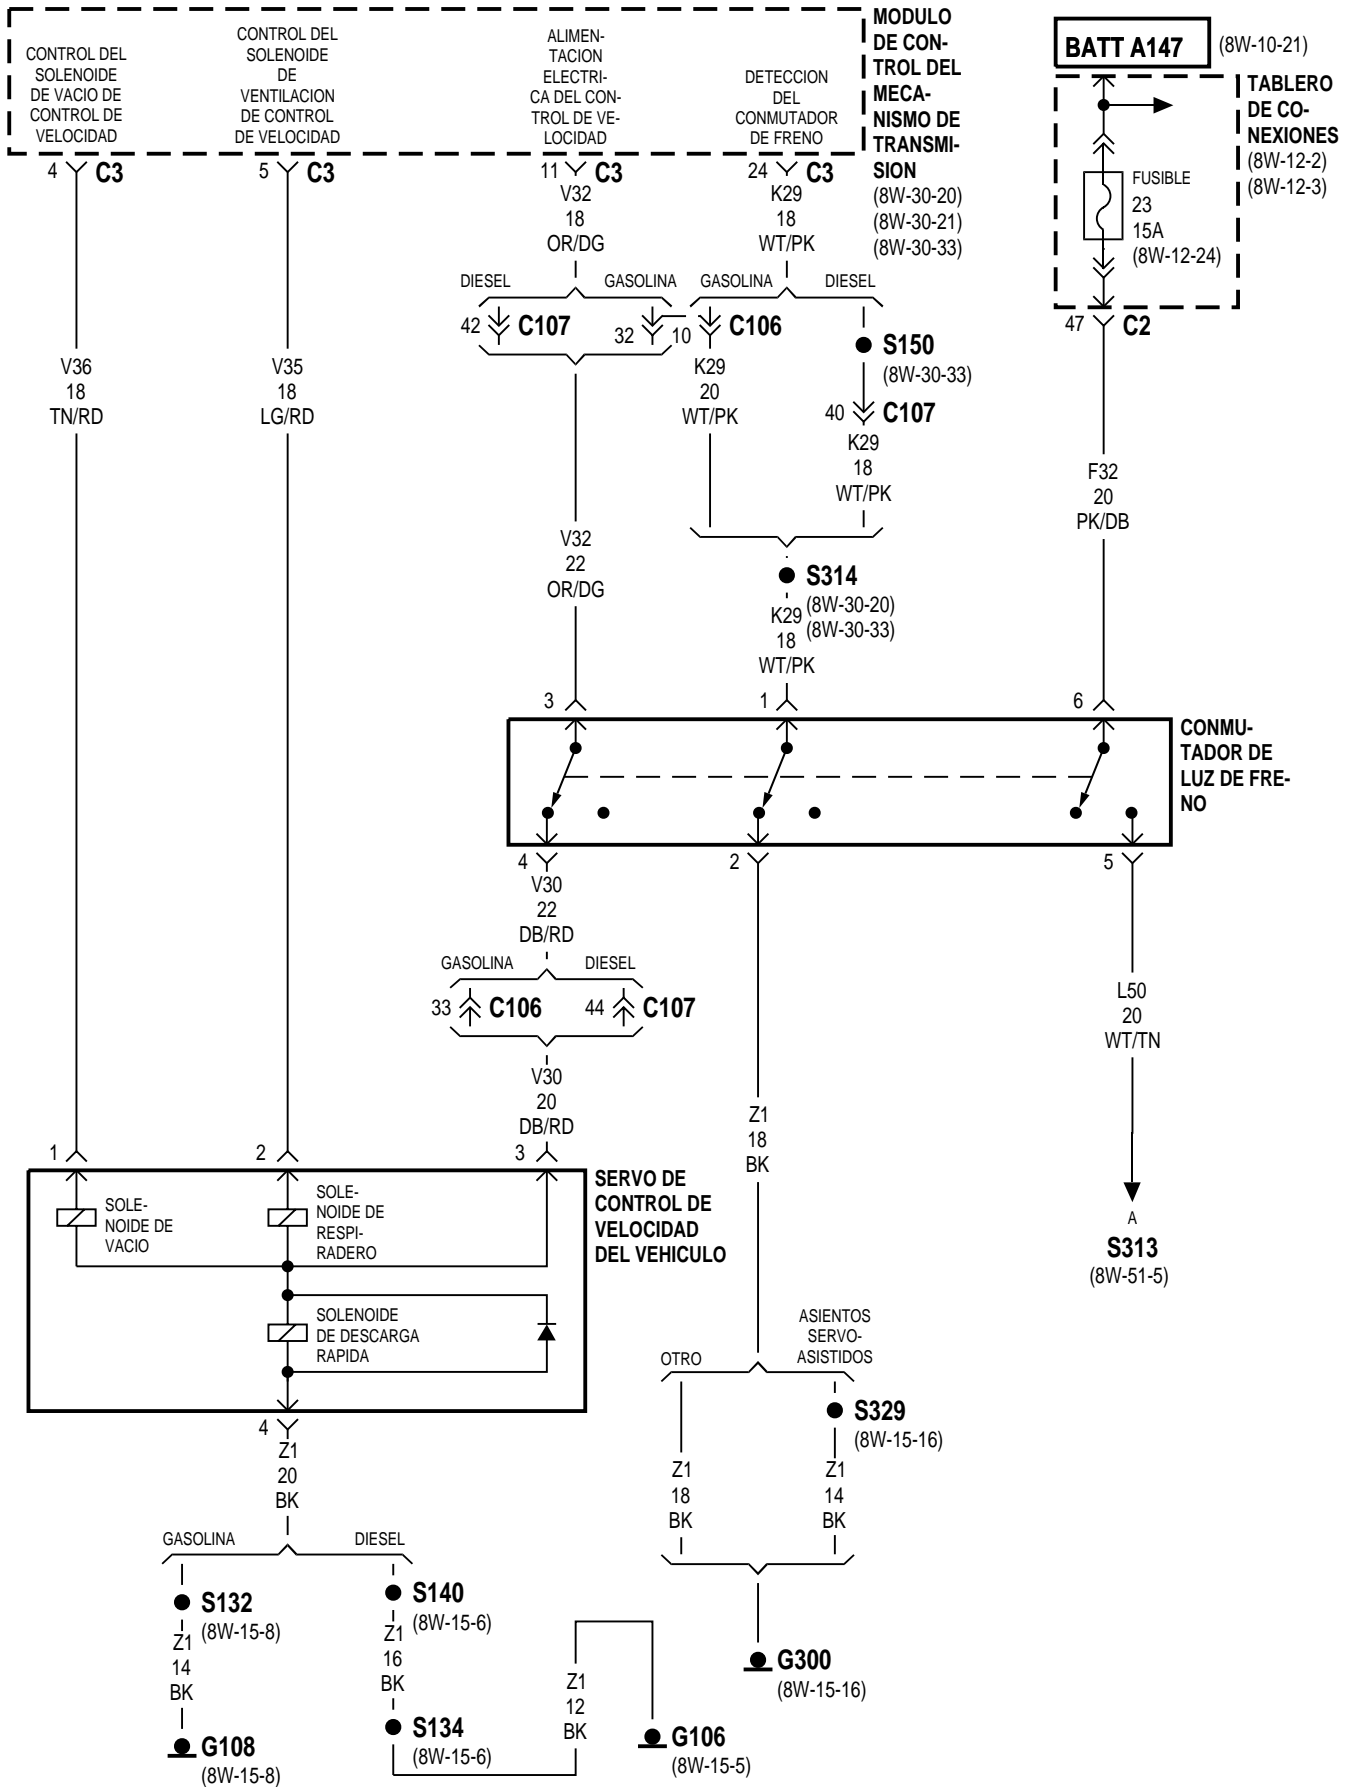 CONTROL DEL
SOLENOIDE
DE VACIO DE
CONTROL DE
VELOCIDAD
CONTROL DEL
SOLENOIDE
DE
VENTILACION
DE CONTROL
DE VELOCIDAD
ALIMEN-
TACION
ELECTRI-
CA DEL CON-
TROL DE VE-
LOCIDAD
DETECCION
DEL
CONMUTADOR
DE FRENO
MODULO
DE CON-
TROL DEL
MECA-
NISMO DE
TRANSMI-
SION
(8W-30-20)
(8W-30-21)
(8W-30-33)
BATT A147 (8W-10-21)
TABLERO
DE CO-
NEXIONES
(8W-12-2)
(8W-12-3)
FUSIBLE
23
15A
(8W-12-24)
47 C2
4 C3
5 C3
11 C3
24 C3
V32
18
OR/DG
K29
18
WT/PK
DIESEL
GASOLINA
GASOLINA
DIESEL
42 C107
32
10 C106
S150
(8W-30-33)
V36
18
TN/RD
V35
18
LG/RD
K29
20
WT/PK
40 C107
K29
18
WT/PK
F32
20
PK/DB
V32
22
OR/DG
S314
(8W-30-20)
(8W-30-33)
K29
18
WT/PK
3
1
6
CONMU-
TADOR DE
LUZ DE FRE-
NO
4
2
5
V30
22
DB/RD
GASOLINA
DIESEL
33 C106
44 C107
V30
20
DB/RD
L50
20
WT/TN
Z1
18
BK
1
2
3
SERVO DE
CONTROL DE
VELOCIDAD
DEL VEHICULO
SOLE-
NOIDE DE
VACIO
SOLE-
NOIDE DE
RESPI-
RADERO
SOLENOIDE
DE DESCARGA
RAPIDA
A
S313
(8W-51-5)
OTRO
ASIENTOS
SERVO-
ASISTIDOS
S329
(8W-15-16)
4
Z1
20
BK
Z1
18
BK
Z1
14
BK
GASOLINA
DIESEL
S132
(8W-15-8)
S140
(8W-15-6)
Z1
14
BK
Z1
16
BK
Z1
12
BK
G300
(8W-15-16)
G108
(8W-15-8)
S134
(8W-15-6)
G106
(8W-15-5)